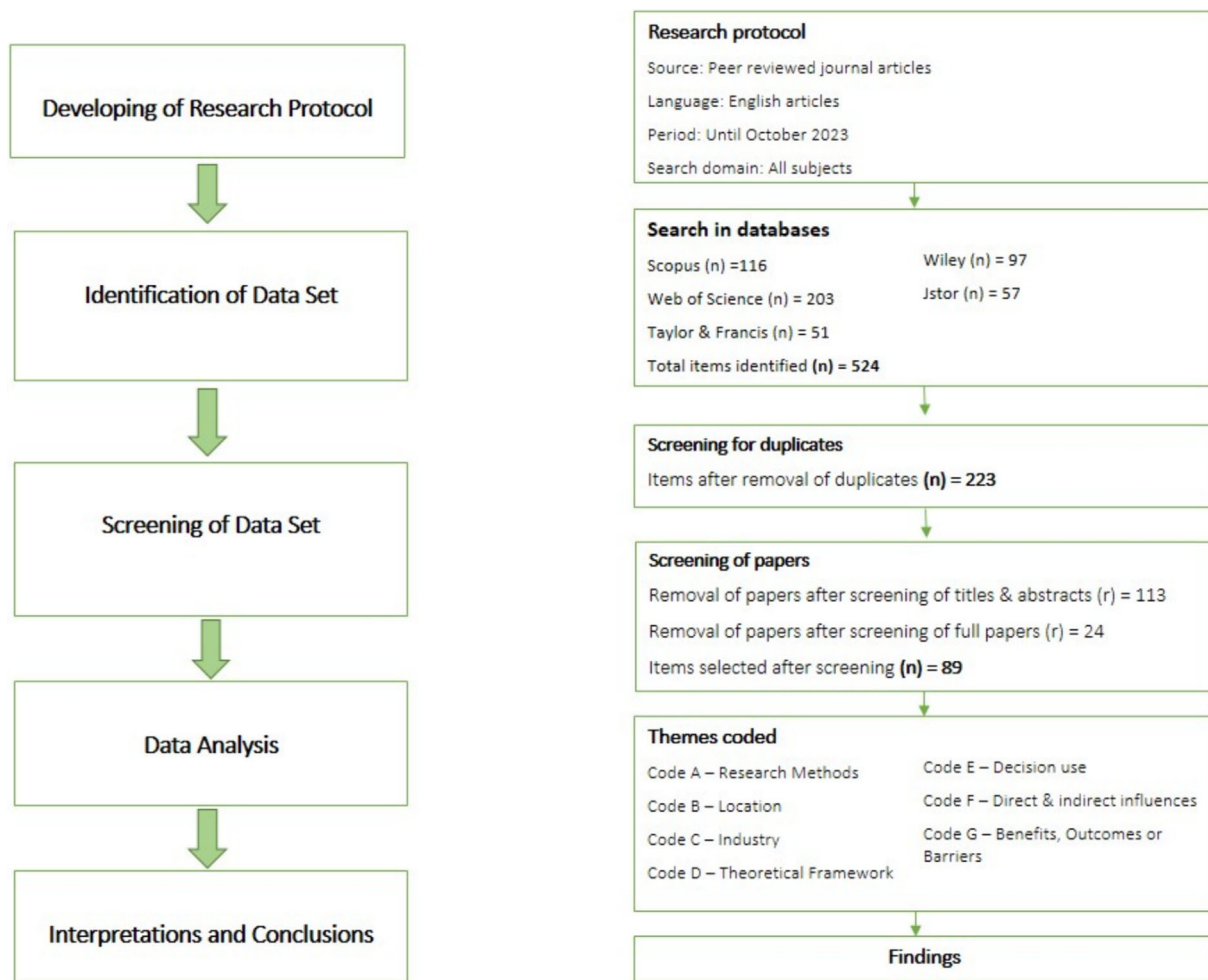 Developing of Research Protocol
Identification of Data Set
Screening of Data Set
Data Analysis
Interpretations and Conclusions
Research protocol
Source: Peer reviewed journal articles
Language: English articles
Period: Until October 2023
Search domain: All subjects
Search in databases
Scopus (n) =116
Web of Science (n) = 203
Taylor & Francis (n) = 51
Wiley (n) = 97
Jstor (n) = 57
Total items identified (n) = 524
Screening for duplicates
Items after removal of duplicates (n) = 223
Screening of papers
Removal of papers after screening of titles & abstracts (r) = 113
Removal of papers after screening of full papers (r) = 24
Items selected after screening (n) = 89
Themes coded
Code A – Research Methods
Code B – Location
Code C – Industry
Code D – Theoretical Framework
Code E – Decision use
Code F – Direct & indirect influences
Code G – Benefits, Outcomes or
Barriers
Findings